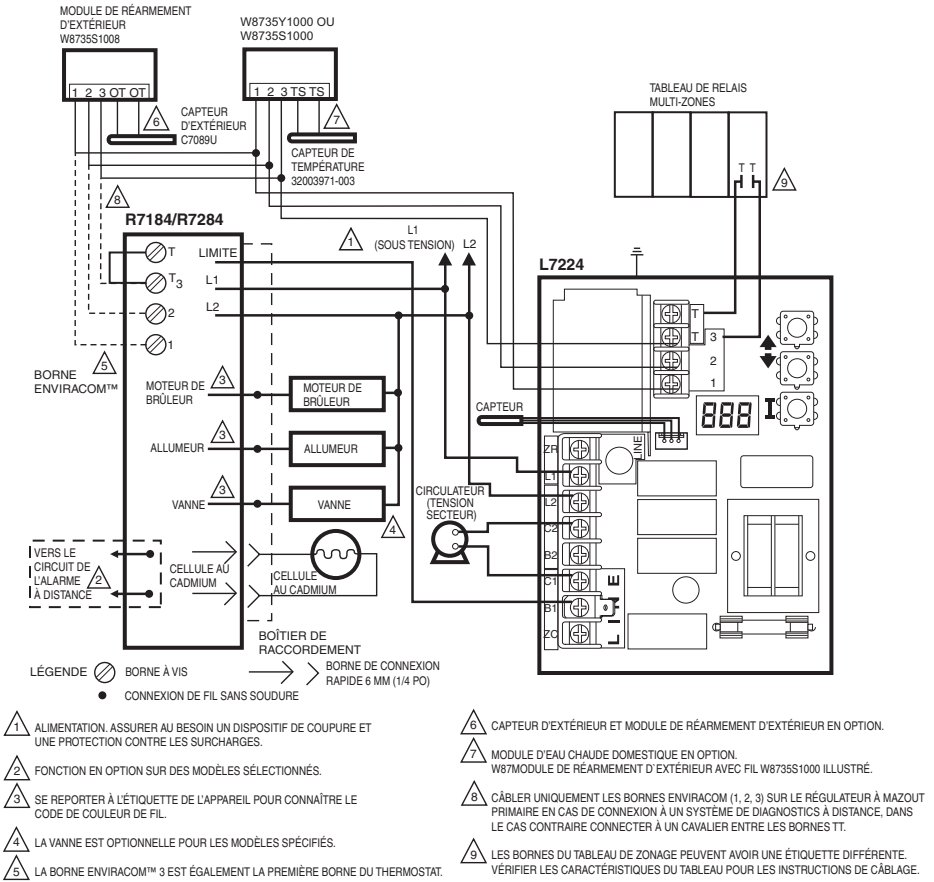 MODULE DE RÉARMEMENT
D'EXTÉRIEUR
W8735S1008
W8735Y1000 OU
W8735S1000
1 2 3 OT OT
1 2 3 TS TS
6
CAPTEUR
D'EXTÉRIEUR
C7089U
7
CAPTEUR DE
TEMPÉRATURE
32003971-003
TABLEAU DE RELAIS
MULTI-ZONES
T T
9
8
R7184/R7284
1
L1
(SOUS TENSION)
L2
L7224
T
T3
2
1
LIMITE
L1
L2
5
BORNE
ENVIRACOM™
T
T
3
2
1
MOTEUR DE
BRÛLEUR
3
MOTEUR DE
BRÛLEUR
CAPTEUR
888
ALLUMEUR
3
ALLUMEUR
VANNE
3
VANNE
4
CIRCULATEUR
(TENSION
SECTEUR)
LINE
ZR
L1
L2
C2
B2
C1
B1
ZC
LINE
VERS LE
CIRCUIT DE
L'ALARME
À DISTANCE
2
CELLULE AU
CADMIUM
CELLULE
AU CADMIUM
BOÎTIER DE
RACCORDEMENT
LÉGENDE
BORNE À VIS
BORNE DE CONNEXION
RAPIDE 6 MM (1/4 PO)
CONNEXION DE FIL SANS SOUDURE
1 ALIMENTATION. ASSURER AU BESOIN UN DISPOSITIF DE COUPURE ET
UNE PROTECTION CONTRE LES SURCHARGES.
2 FONCTION EN OPTION SUR DES MODÈLES SÉLECTIONNÉS.
3 SE REPORTER À L'ÉTIQUETTE DE L'APPAREIL POUR CONNAÎTRE LE
CODE DE COULEUR DE FIL.
4 LA VANNE EST OPTIONNELLE POUR LES MODÈLES SPÉCIFIÉS.
5 LA BORNE ENVIRACOM™ 3 EST ÉGALEMENT LA PREMIÈRE BORNE DU THERMOSTAT.
6 CAPTEUR D'EXTÉRIEUR ET MODULE DE RÉARMEMENT D'EXTÉRIEUR EN OPTION.
7 MODULE D'EAU CHAUDE DOMESTIQUE EN OPTION.
W87MODULE DE RÉARMEMENT D`EXTÉRIEUR AVEC FIL W8735S1000 ILLUSTRÉ.
8 CÂBLER UNIQUEMENT LES BORNES ENVIRACOM (1, 2, 3) SUR LE RÉGULATEUR À MAZOUT
PRIMAIRE EN CAS DE CONNEXION À UN SYSTÈME DE DIAGNOSTICS À DISTANCE, DANS
LE CAS CONTRAIRE CONNECTER À UN CAVALIER ENTRE LES BORNES TT.
9 LES BORNES DU TABLEAU DE ZONAGE PEUVENT AVOIR UNE ÉTIQUETTE DIFFÉRENTE.
VÉRIFIER LES CARACTÉRISTIQUES DU TABLEAU POUR LES INSTRUCTIONS DE CÂBLAGE.